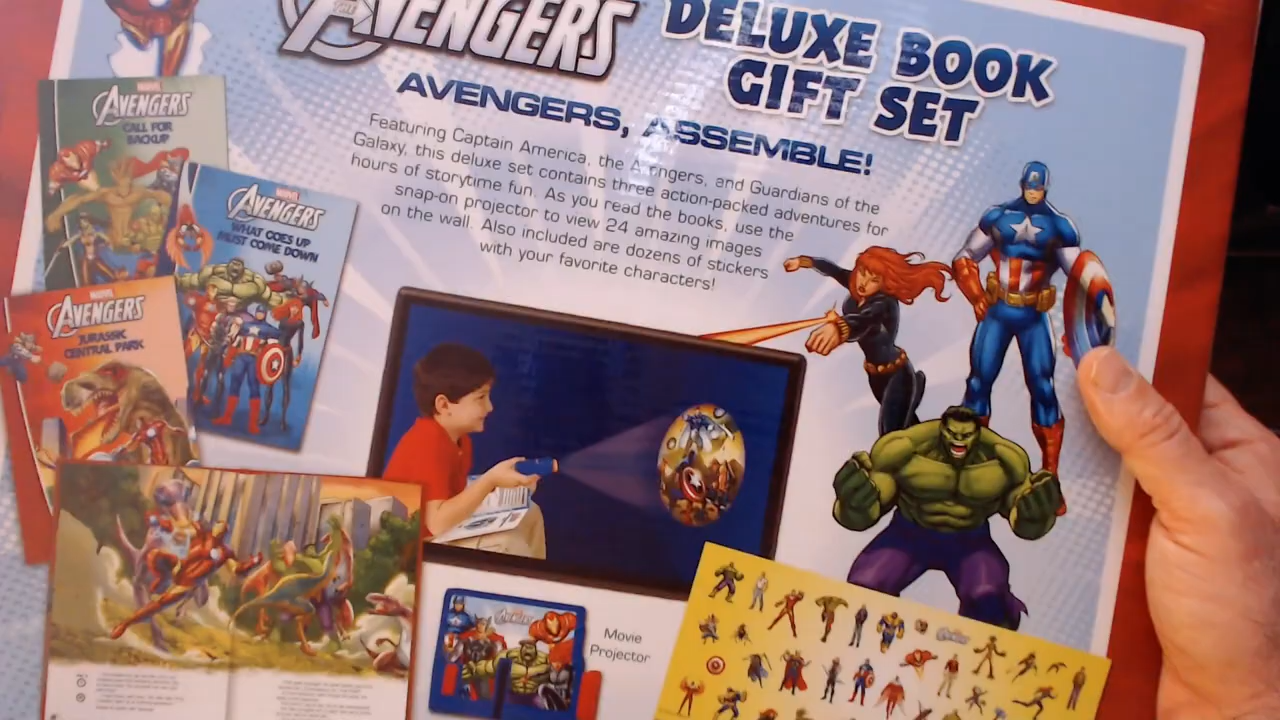 THE
AVENGERS
DELUXE BOOK
GIFT SET
AVENGERS, ASSEMBLE!
Featuring Captain America, the Avengers, and Guardians of the
Galaxy, this deluxe set contains three action-packed adventures for
hours of storytime fun. As you read the books, use the
snap-on projector to view 24 amazing images
on the wall. Also included are dozens of stickers
with your favorite characters!
MARVEL
AVENGERS
CALL FOR
BACKUP
MARVEL
AVENGERS
WHAT GOES UP
MUST COME DOWN
MARVEL
AVENGERS
JURASSIC
CENTRAL PARK
AVENGERS
Movie
Projector